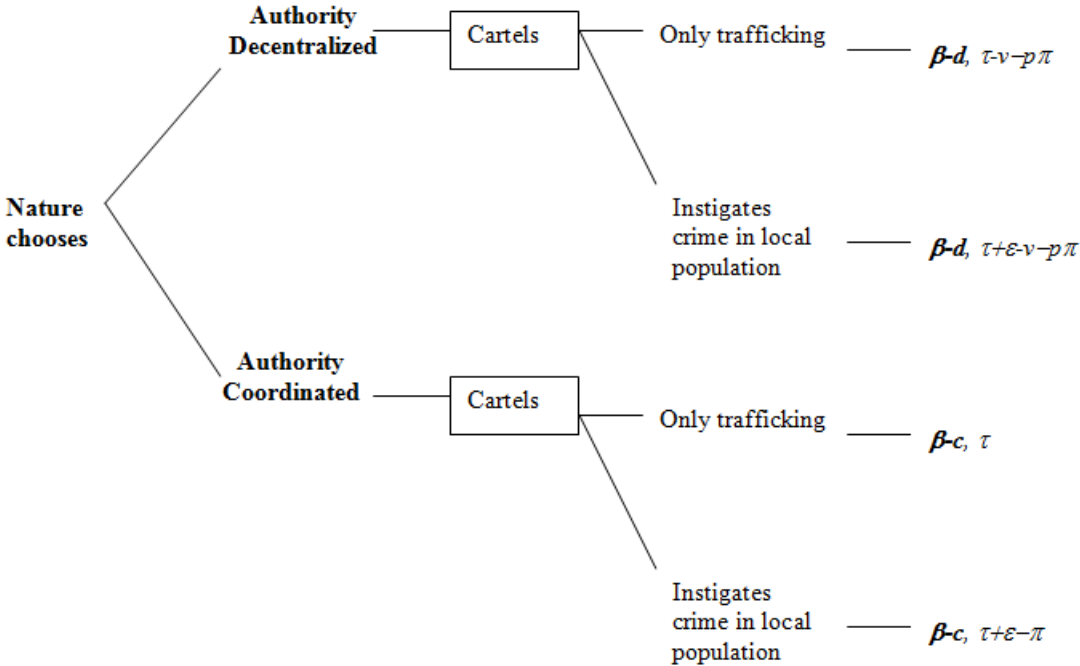 Authority
Decentralized
Cartels
Only trafficking
β-d, τ-ν−pπ
Nature
chooses
Instigates
crime in local
population
β-d, τ+ε-ν−pπ
Authority
Coordinated
Cartels
Only trafficking
β-c, τ
Instigates
crime in local
population
β-c, τ+ε−π